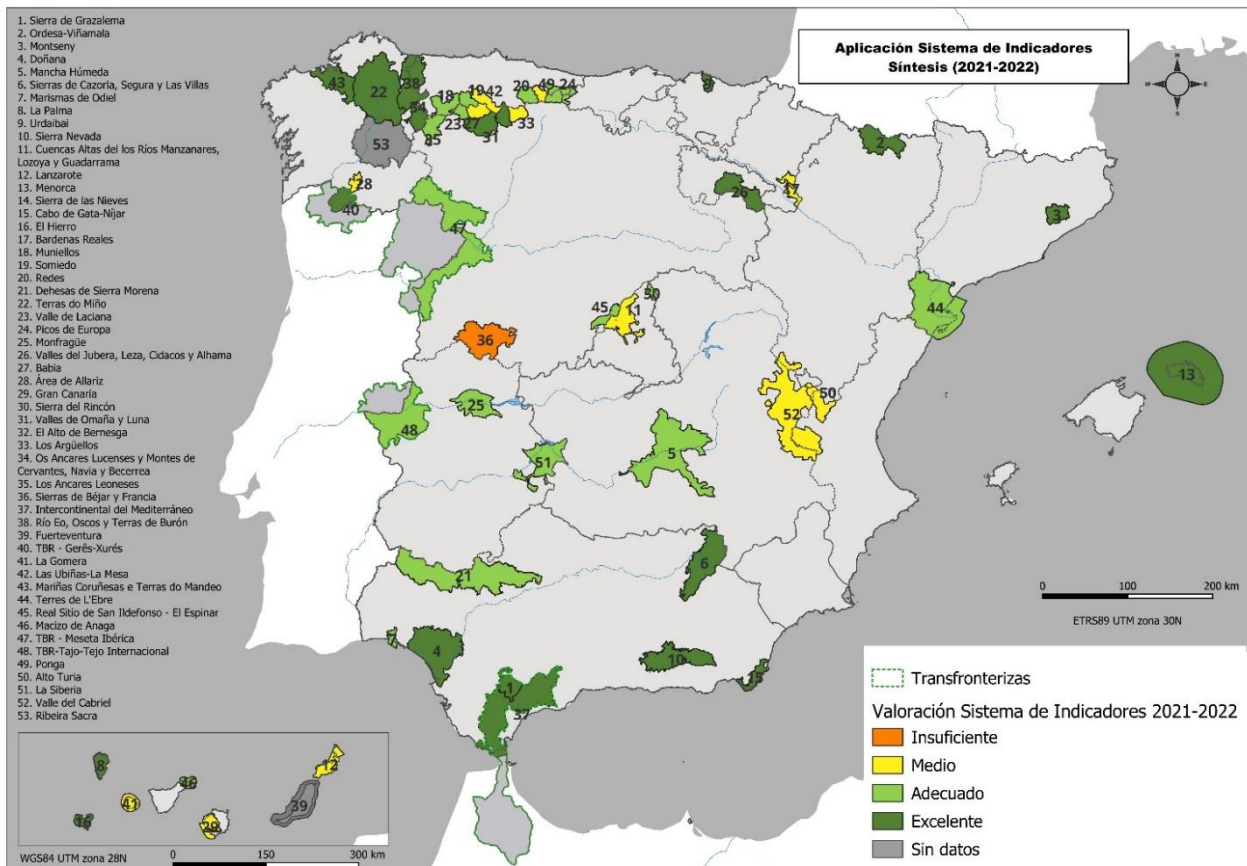 1. Sierra de Grazalema
2. Ordesa-Viñamala
3. Montseny
4. Doñana
5. Mancha Húmeda
6. Sierras de Cazorla, Segura y Las Villas
7. Marismas de Odiel
8. La Palma
9. Urdaibai
10. Sierra Nevada
11. Cuencas Altas del los Ríos Manzanares,
Lozoya y Guadarrama
12. Lanzarote
13. Menorca
14. Sierra de las Nieves
15. Cabo de Gata-Níjar
16. El Hierro
17. Bardenas Reales
18. Muniellos
19. Somiedo
20. Redes
21. Dehesas de Sierra Morena
22. Terras do Miño
23. Valle de Laciana
24. Picos de Europa
25. Monfragüe
26. Valles del Jubera, Leza, Cidacos y Alhama
27. Babia
28. Área de Allariz
29. Gran Canaria
30. Sierra del Rincón
31. Valles de Omaña y Luna
32. El Alto de Bernesga
33. Los Argüellos
34. Os Ancares Lucenses y Montes de
Cervantes, Navia y Becerrea
35. Los Ancares Leoneses
36. Sierras de Béjar y Francia
37. Intercontinental del Mediterráneo
38. Río Eo, Oscos y Terras de Burón
39. Fuerteventura
40. TBR - Gerês-Xurés
41. La Gomera
42. Las Ubiñas-La Mesa
43. Mariñas Coruñesas e Terras do Mandeo
44. Terres de L'Ebre
45. Real Sitio de San Ildefonso - El Espinar
46. Macizo de Anaga
47. TBR - Meseta Ibérica
48. TBR-Tajo-Tejo Internacional
49. Ponga
50. Alto Turia
51. La Siberia
52. Valle del Cabriel
53. Ribeira Sacra
Aplicación Sistema de Indicadores
Síntesis (2021-2022)
N
W
E
S
43
22
38
34
18
19
42
20
49
24
9
23
27
31
33
35
53
28
40
47
2
26
17
3
45
30
11
44
36
13
50
52
25
48
5
51
6
21
7
4
10
15
1
37
0 100 200 km
ETRS89 UTM zona 30N
Transfronterizas
Valoración Sistema de Indicadores 2021-2022
Insuficiente
Medio
Adecuado
Excelente
Sin datos
8
46
12
41
39
16
29
WGS84 UTM zona 28N
0 150 300 km